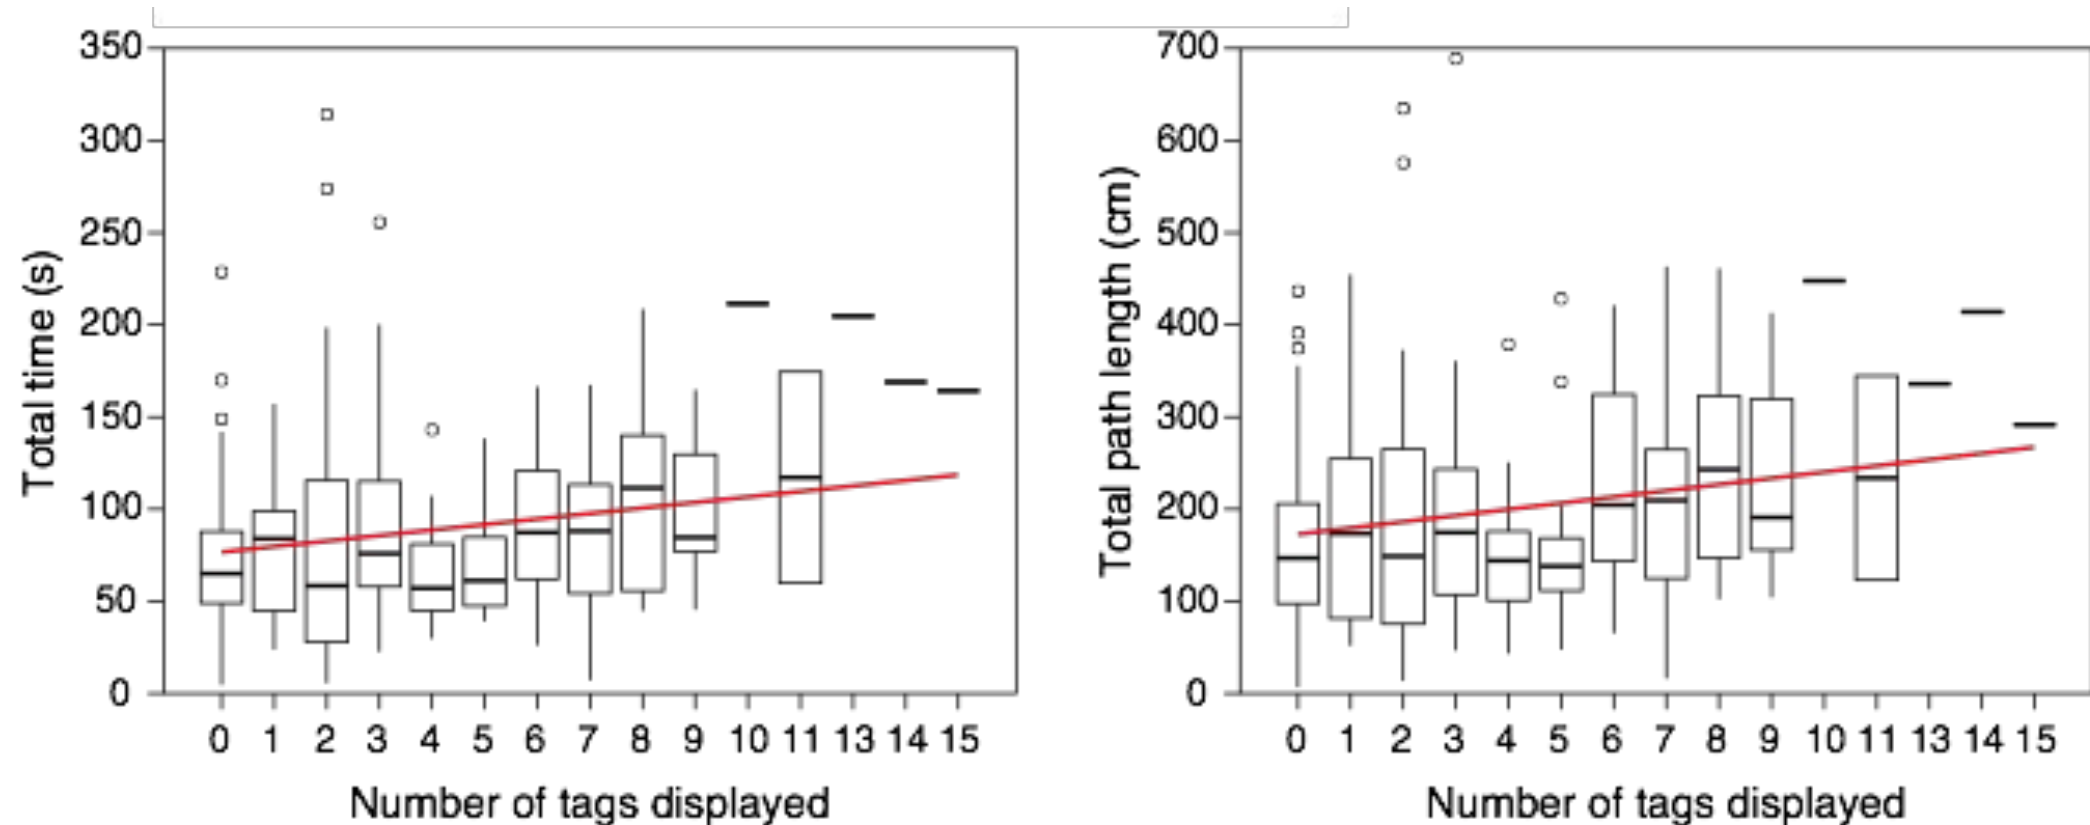 350
300
250
200
150
100
50
0
Total time (s)
0 1 2 3 4 5 6 7 8 9 10 11 13 14 15
Number of tags displayed
700
600
500
400
300
200
100
0
Total path length (cm)
0 1 2 3 4 5 6 7 8 9 10 11 13 14 15
Number of tags displayed